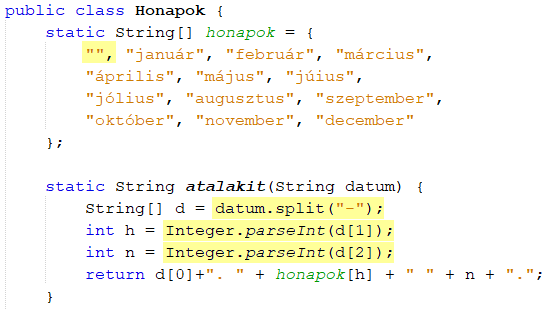 public class Honapok {
static String[] honapok = {
"", "január", "február", "március",
"április", "május", "júius",
"jólius", "augusztus", "szeptember",
"október", "november", "december"
};
static String atalakit(String datum) {
String[] d = datum.split("-");
int h = Integer.parseInt(d[1]);
int n = Integer.parseInt(d[2]);
return d[0]+". " + honapok[h] + " " + n + ".";
}